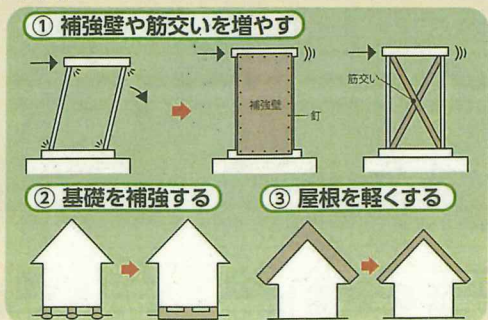 ① 補強壁や筋交いを増やす
補強壁
釘
筋交い
② 基礎を補強する
③ 屋根を軽くする